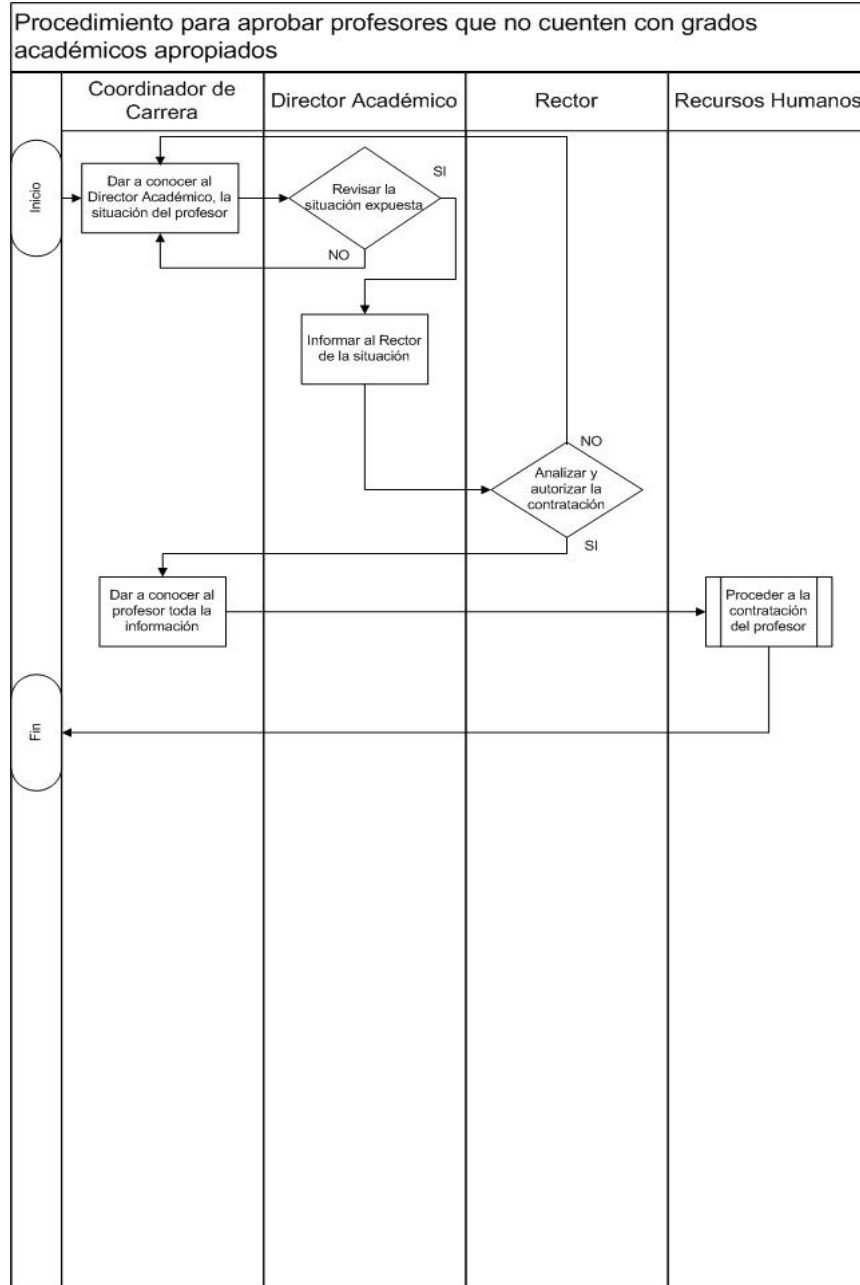 Procedimiento para aprobar profesores que no cuenten con grados
académicos apropiados
Coordinador de
Carrera
Director Académico
Rector
Recursos Humanos
Inicio
Dar a conocer al
Director Académico, la
situación del profesor
Revisar la
situación expuesta
SI
NO
Informar al Rector
de la situación
NO
Analizar y
autorizar la
contratación
SI
Dar a conocer al
profesor toda la
información
Proceder a la
contratación
del profesor
Fin